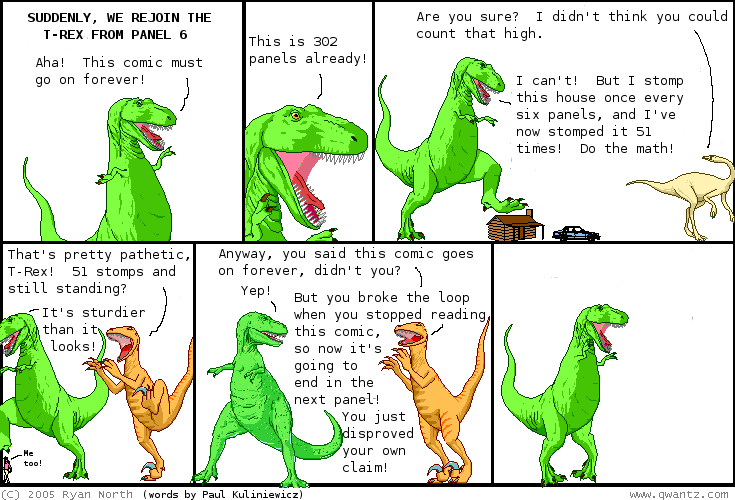 SUDDENLY, WE REJOIN THE
T-REX FROM PANEL 6
Aha! This comic must
go on forever!
This is 302
panels already!
Are you sure? I didn't think you could
count that high.
I can't! But I stomp
this house once every
six panels, and I've
now stomped it 51
times! Do the math!
That's pretty pathetic,
T-Rex! 51 stomps and
still standing?
It's sturdier
than it
looks!
Me
too!
Anyway, you said this comic goes
on forever, didn't you?
Yep!
But you broke the loop
when you stopped reading
this comic,
so now it's
going to
end in the
next panel!
You just
disproved
your own
claim!
(C) 2005 Ryan North (words by Paul Kuliniewicz)
www.qwantz.com